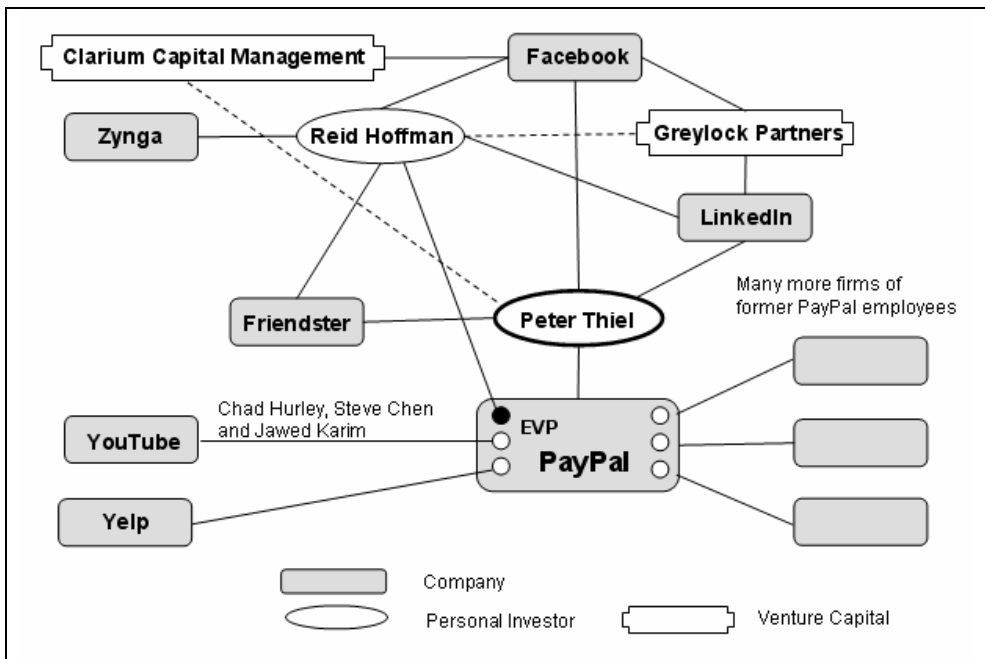 Clarium Capital Management
Facebook
Zynga
Reid Hoffman
Greylock Partners
LinkedIn
Many more firms of
former PayPal employees
Friendster
Peter Thiel
Chad Hurley, Steve Chen
and Jawed Karim
YouTube
EVP
PayPal
Yelp
Company
Personal Investor
Venture Capital